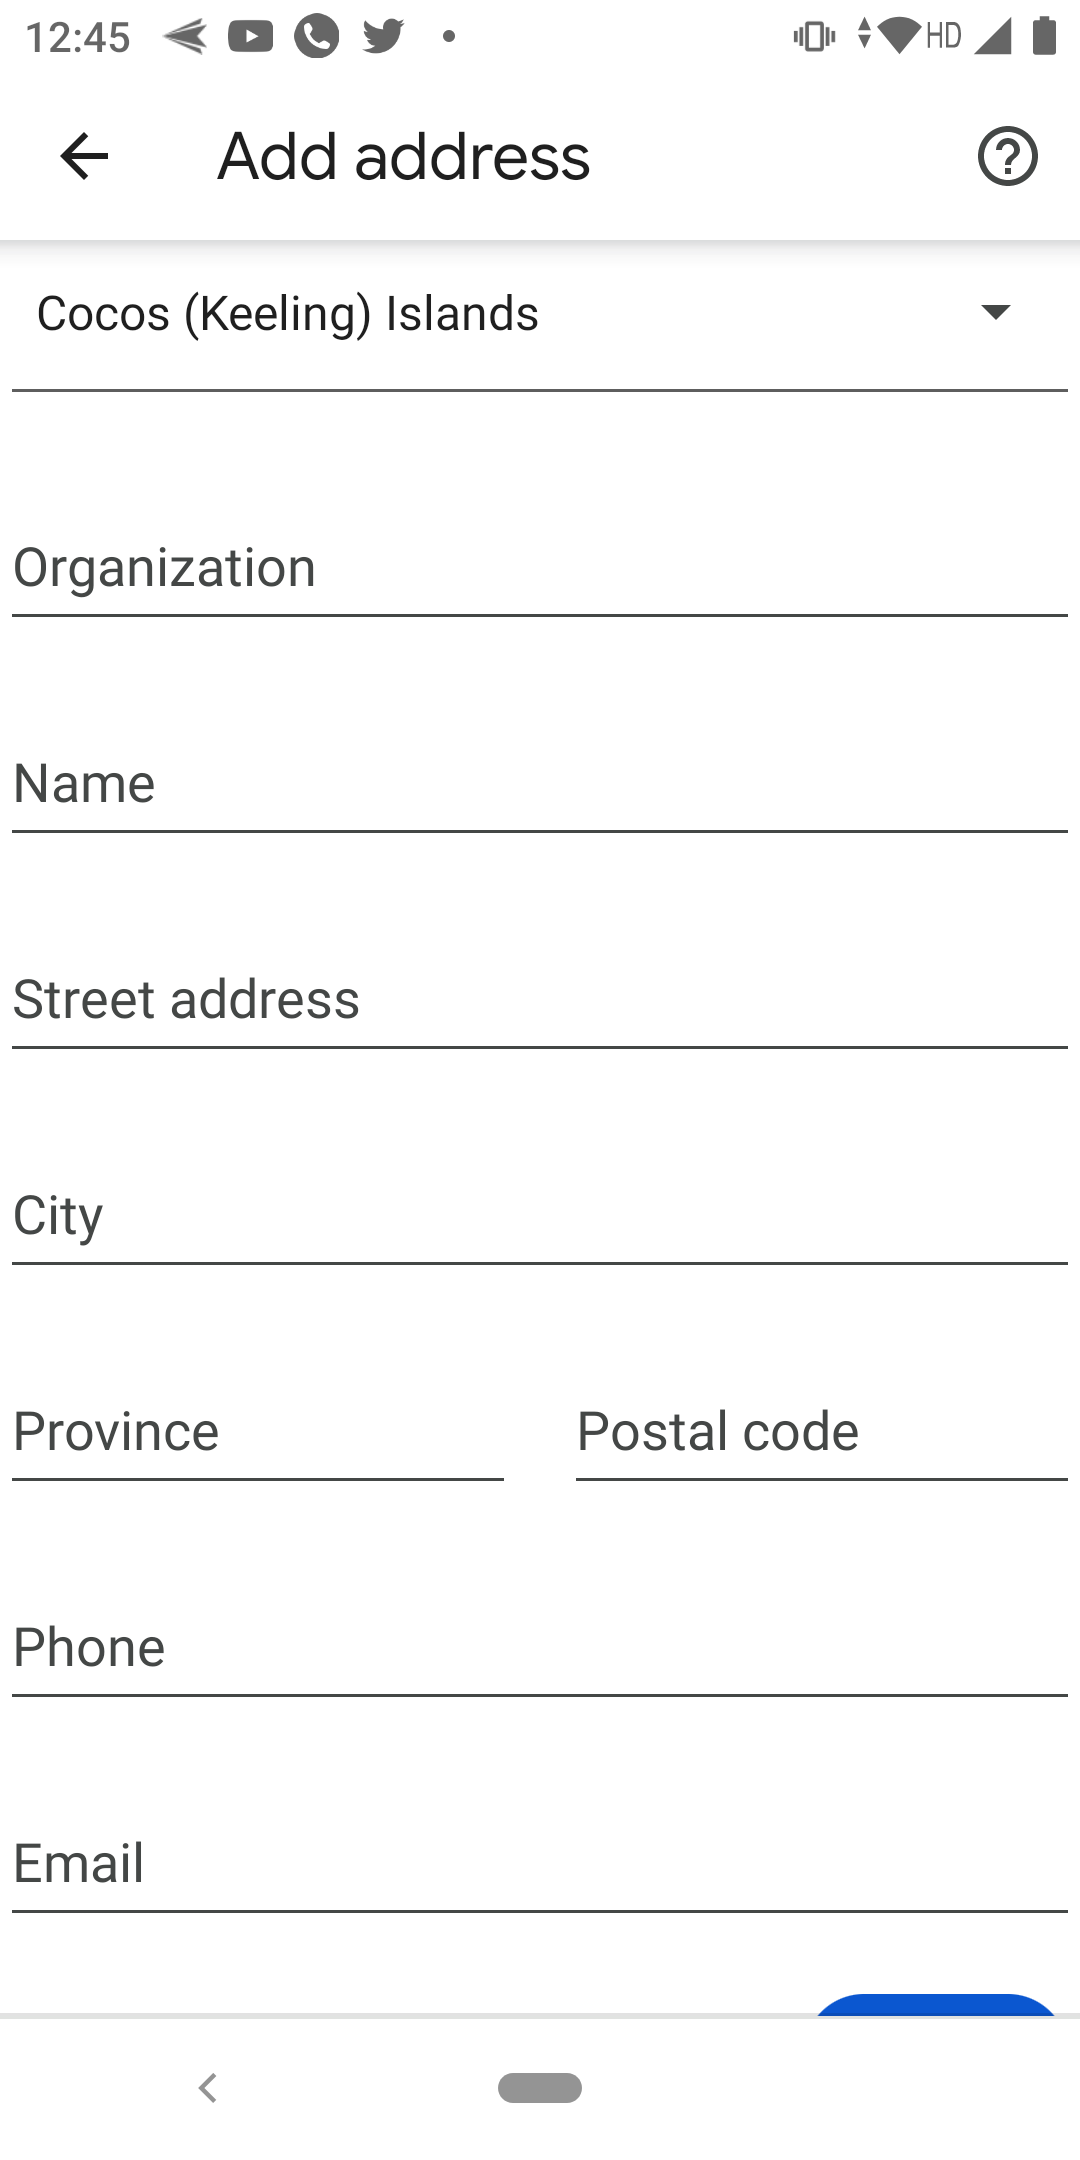 12:45 HD
Add address
Cocos (Keeling) Islands
Organization
Name
Street address
City
Province Postal code
Phone
Email